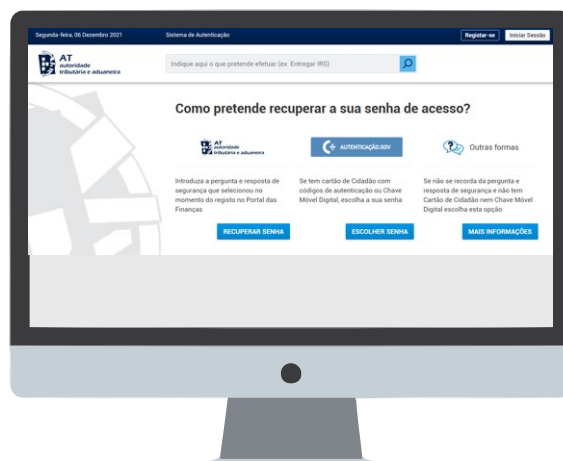 Segunda-feira, 06 Dezembro 2021 Sistema de Autenticação Registar-se Iniciar Sessão
AT
autoridade
tributária e aduaneira
Indique aqui o que pretende efetuar (ex: Entregar IRS)
Como pretende recuperar a sua senha de acesso?
AT
autoridade
tributária e aduaneira
AUTENTICAÇÃO.GOV
Outras formas
Introduza a pergunta e resposta de
segurança que selecionou no
momento do registo no Portal das
Finanças
RECUPERAR SENHA
Se tem cartão de Cidadão com
códigos de autenticação ou Chave
Móvel Digital, escolha a sua senha
ESCOLHER SENHA
Se não se recorda da pergunta e
resposta de segurança e não tem
Cartão de Cidadão nem Chave Móvel
Digital escolha esta opção
MAIS INFORMAÇÕES